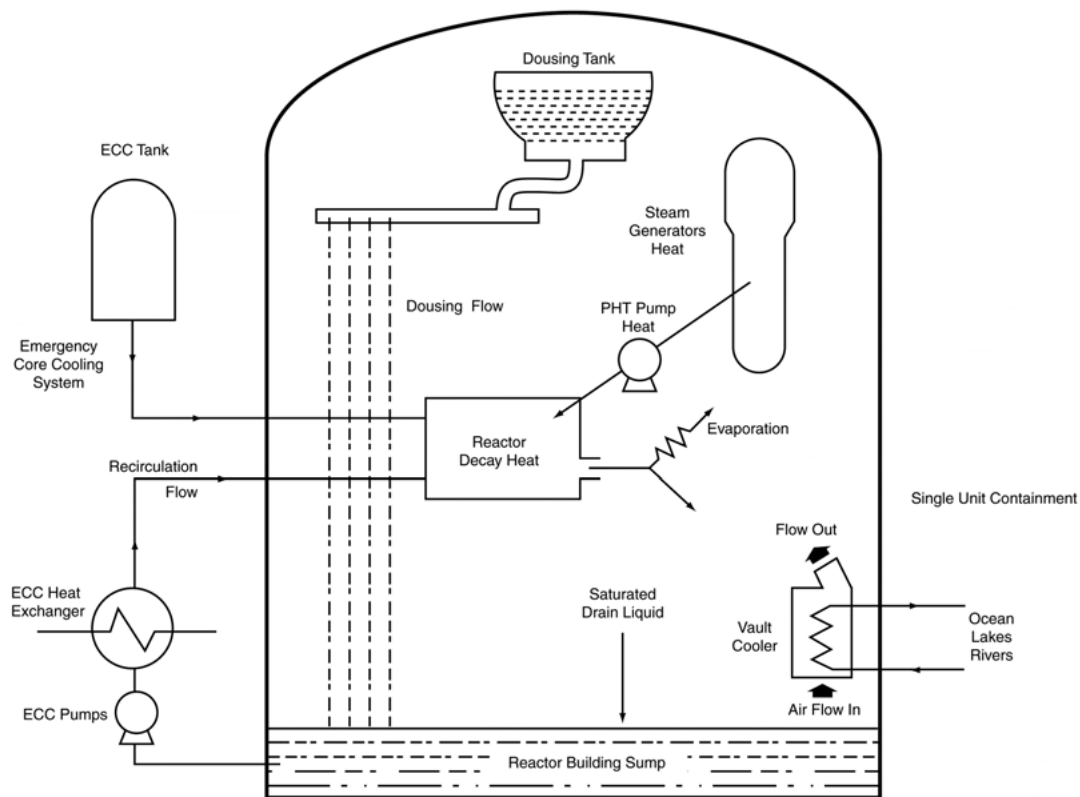 Dousing Tank
ECC Tank
Steam
Generators
Heat
Dousing Flow
PHT Pump
Heat
Emergency
Core Cooling
System
Evaporation
Reactor
Decay Heat
Recirculation
Flow
Single Unit Containment
Flow Out
ECC Heat
Exchanger
Saturated
Drain Liquid
Vault
Cooler
Ocean
Lakes
Rivers
ECC Pumps
Air Flow In
Reactor Building Sump